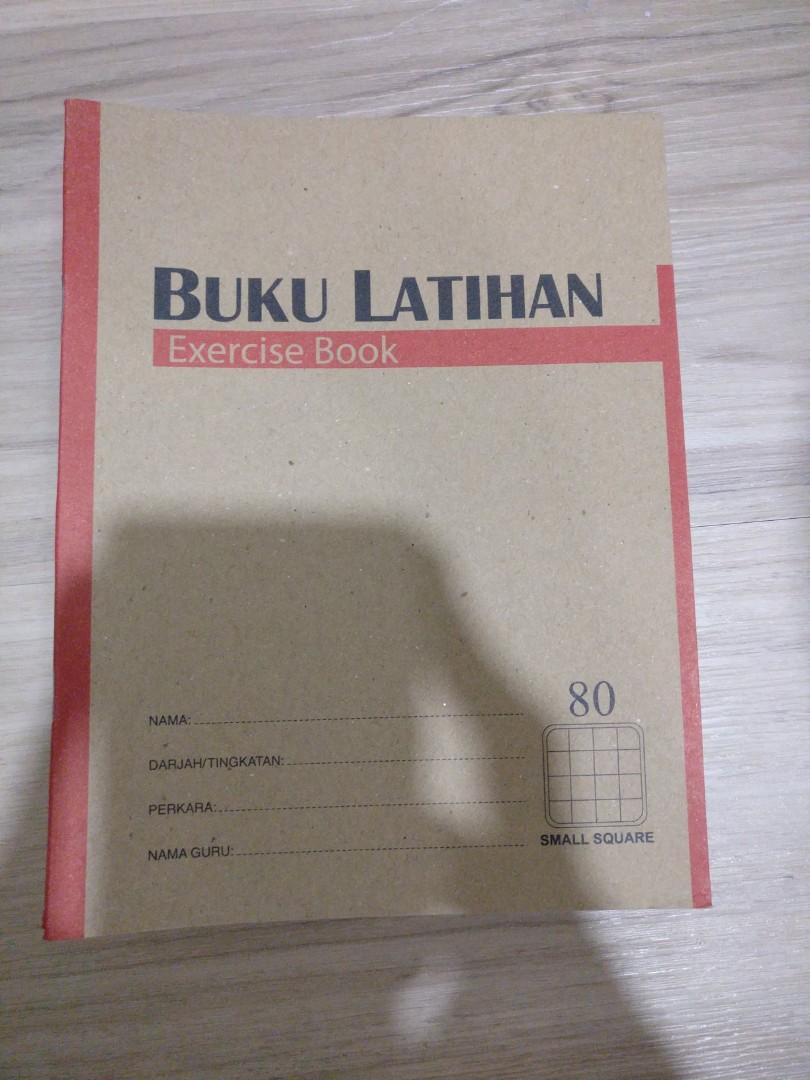 BUKU LATIHAN
Exercise Book
NAMA:
DARJAH/TINGKATAN:
PERKARA:
NAMA GURU:
80
SMALL SQUARE